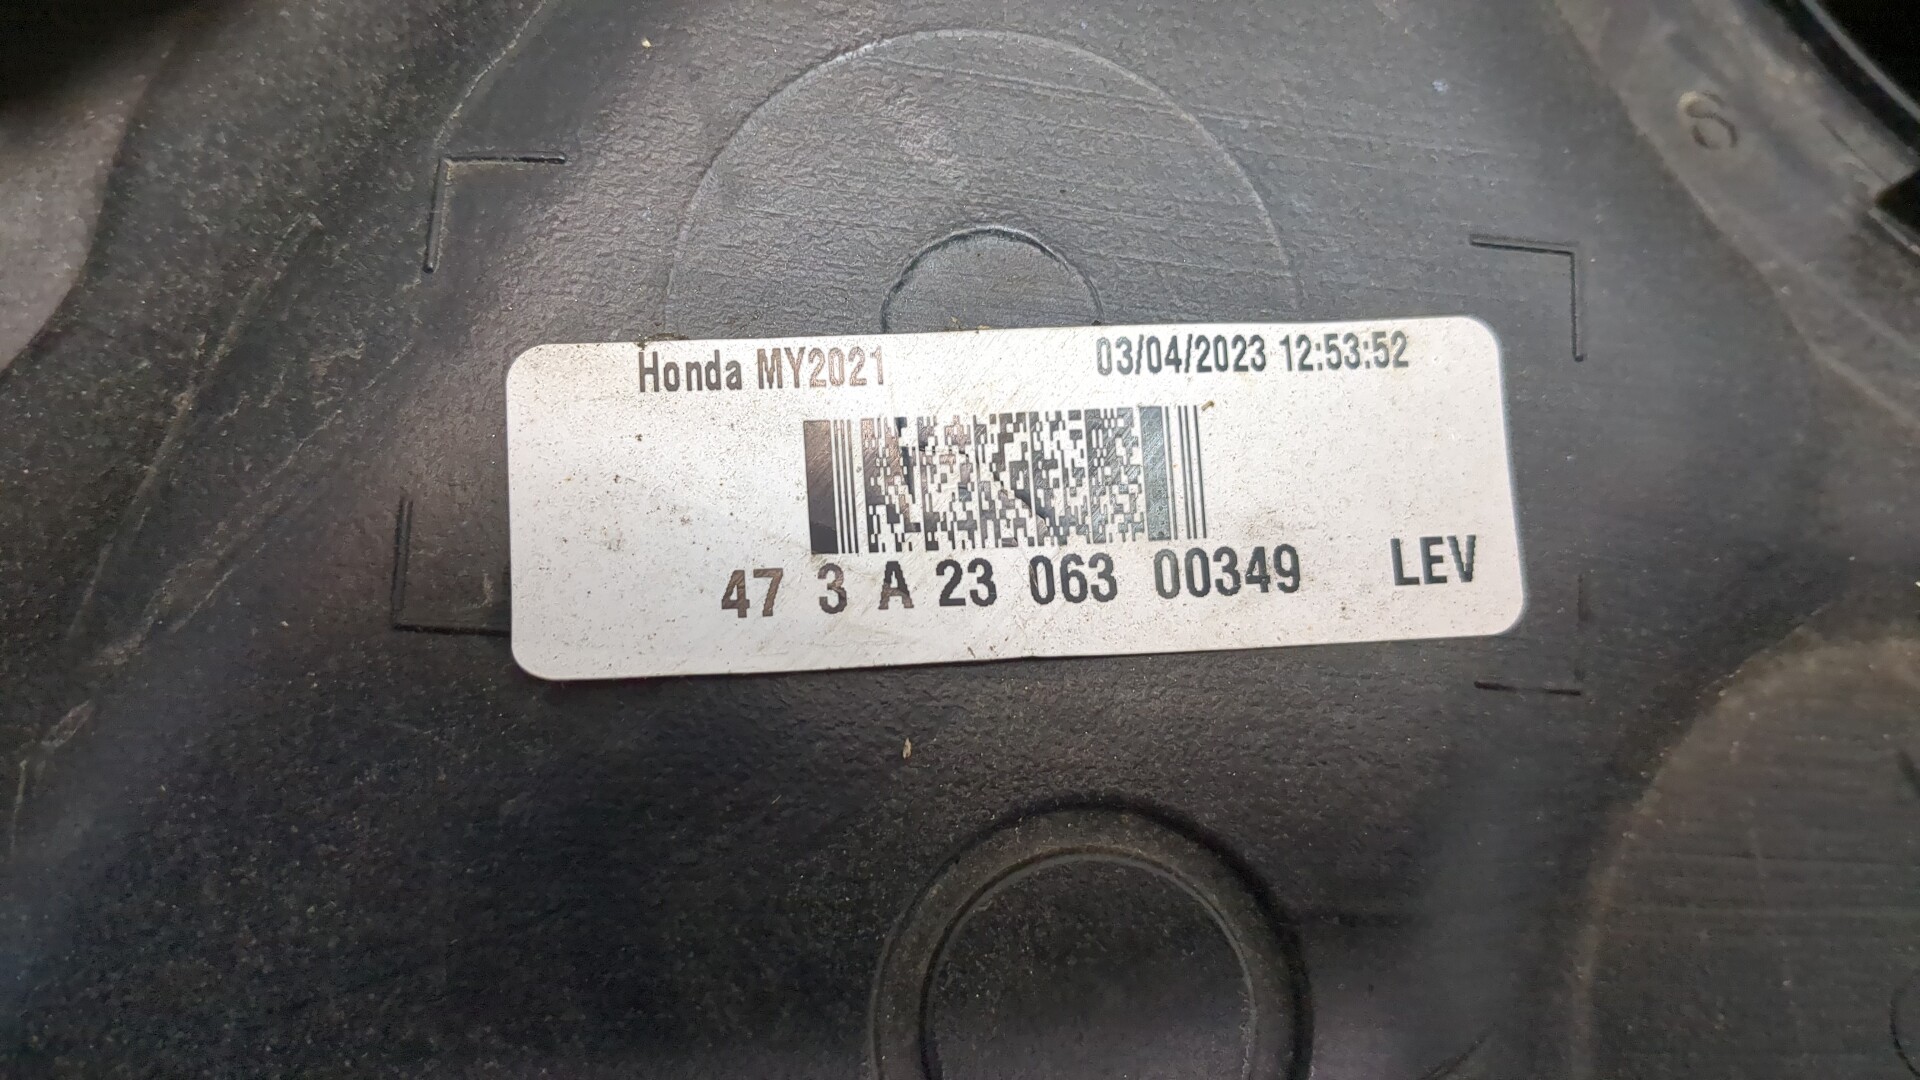 Honda MY2021 03/04/2023 12:53:52
47 3 A 23 063 00349 LEV